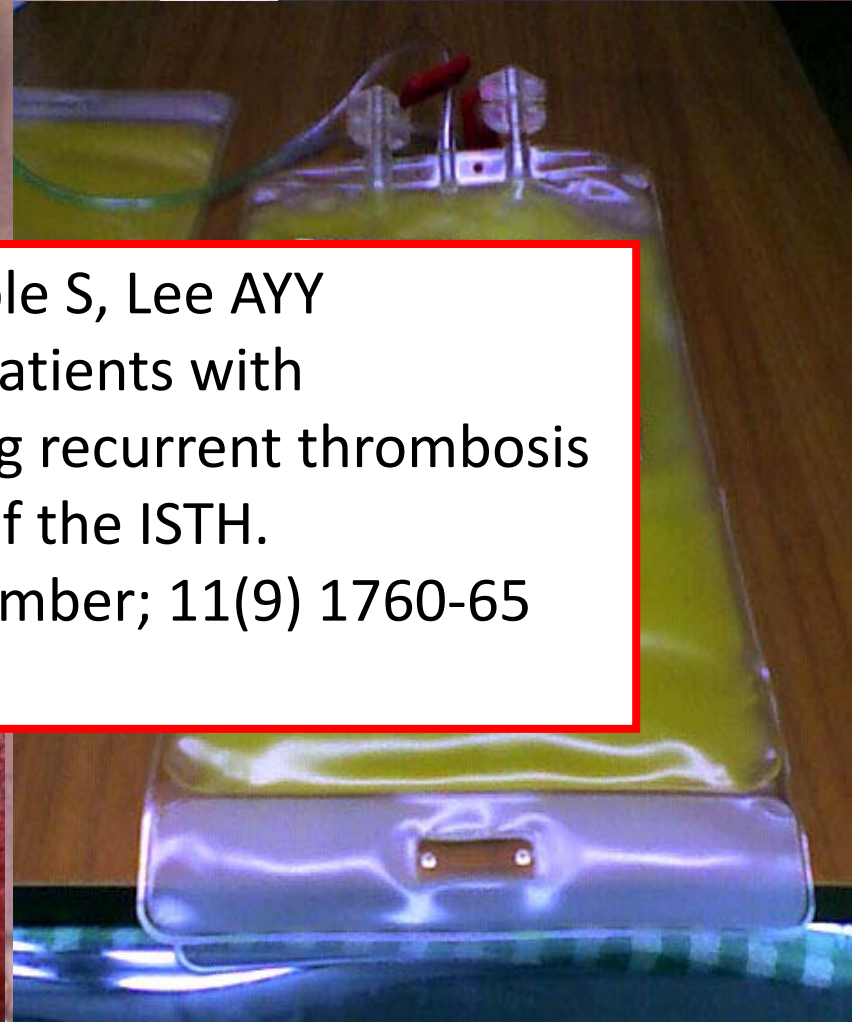 le S, Lee AYY
atients with
g recurrent thrombosis
f the ISTH.
mber; 11(9) 1760-65